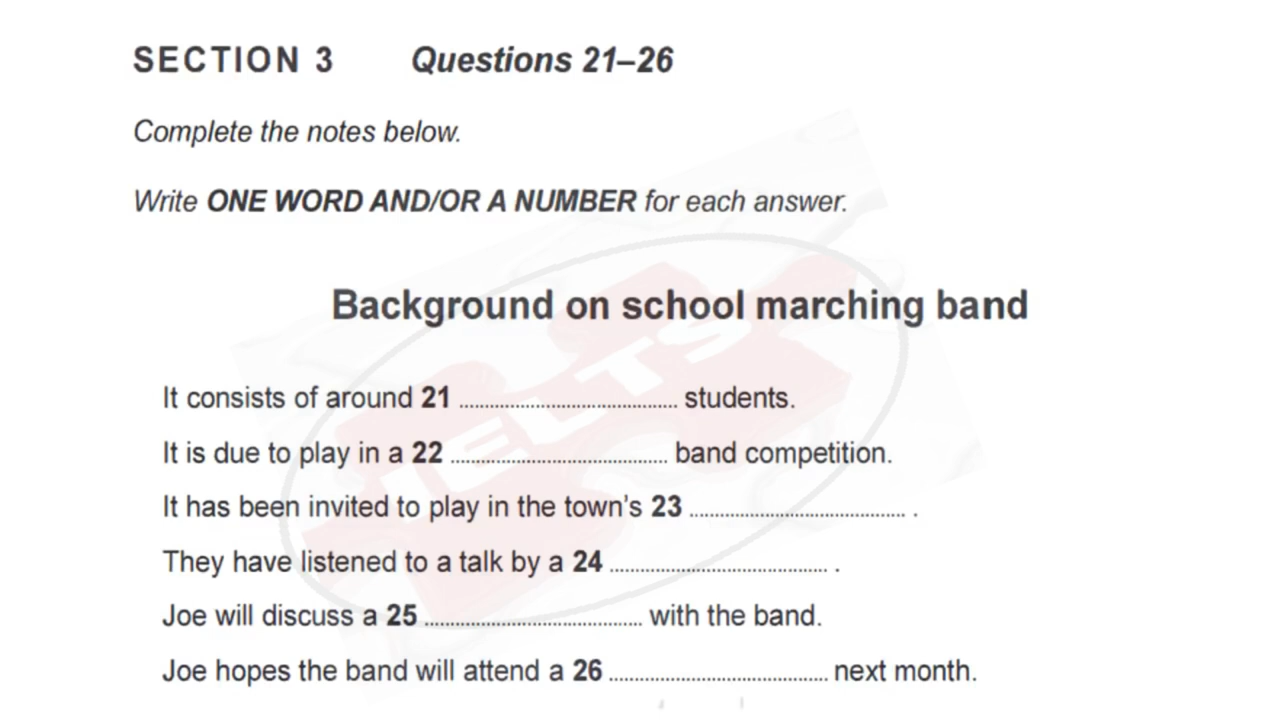 SECTION 3 Questions 21–26
Complete the notes below.
Write ONE WORD AND/OR A NUMBER for each answer.
Background on school marching band
It consists of around 21 .......................................... students.
It is due to play in a 22 .......................................... band competition.
It has been invited to play in the town's 23 .......................................... .
They have listened to a talk by a 24 .......................................... .
Joe will discuss a 25 .......................................... with the band.
Joe hopes the band will attend a 26 .......................................... next month.
IELTS